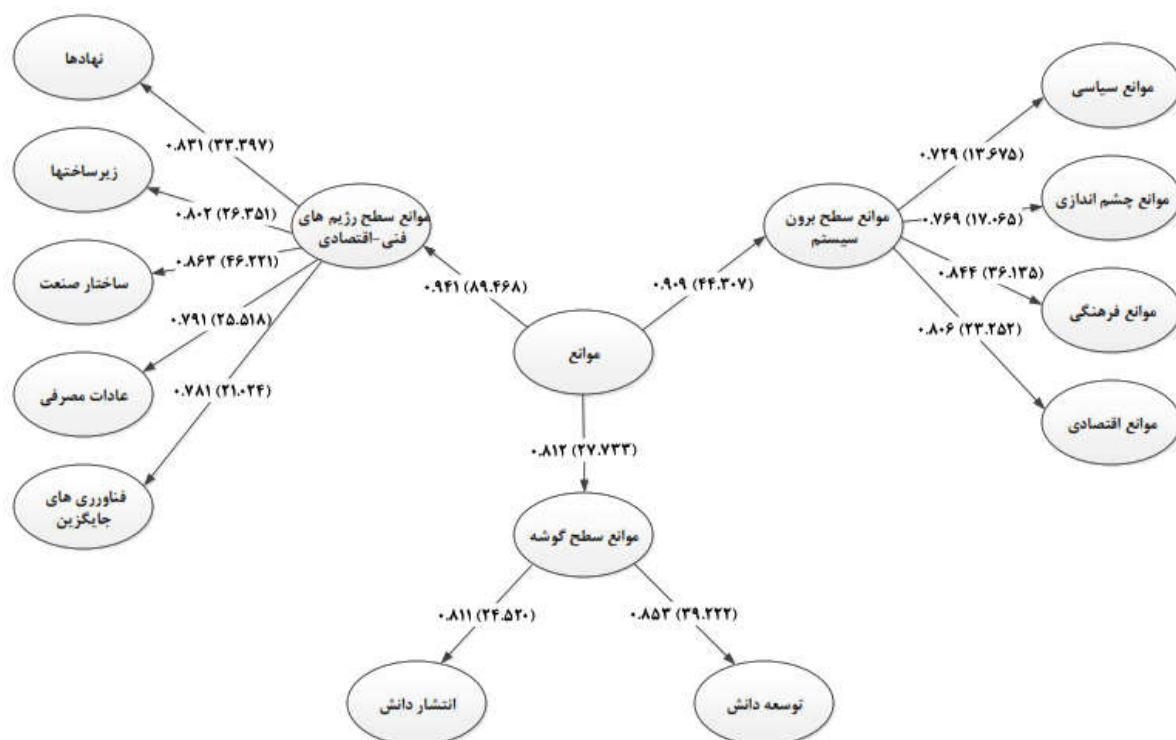 نهادها
موانع سیاسی
۰.۸۳۱ (۳۳.۳۹۷)
۰.۷۲۹ (۱۳.۶۷۵)
زیرساختها
موانع چشم اندازی
۰.۸۰۲ (۲۶.۳۵۱)
موانع سطح رژیم های
فنی-اقتصادی
موانع سطح برون
سیستم
۰.۷۶۹ (۱۷.۰۶۵)
ساختار صنعت
۰.۸۶۳ (۴۶.۲۲۱)
۰.۹۴۱ (۸۹.۴۶۸)
۰.۹۰۹ (۴۴.۳۰۷)
۰.۸۴۴ (۳۶.۱۳۵)
موانع فرهنگی
۰.۷۹۱ (۲۵.۵۱۸)
۰.۸۰۶ (۲۳.۲۵۲)
موانع
عادات مصرفی
۰.۷۸۱ (۲۱.۰۲۴)
موانع اقتصادی
۰.۸۱۲ (۲۷.۷۳۳)
فناورری های
جایگزین
موانع سطح گوشه
۰.۸۱۱ (۲۴.۵۲۰)
۰.۸۵۳ (۳۹.۲۲۲)
انتشار دانش
توسعه دانش